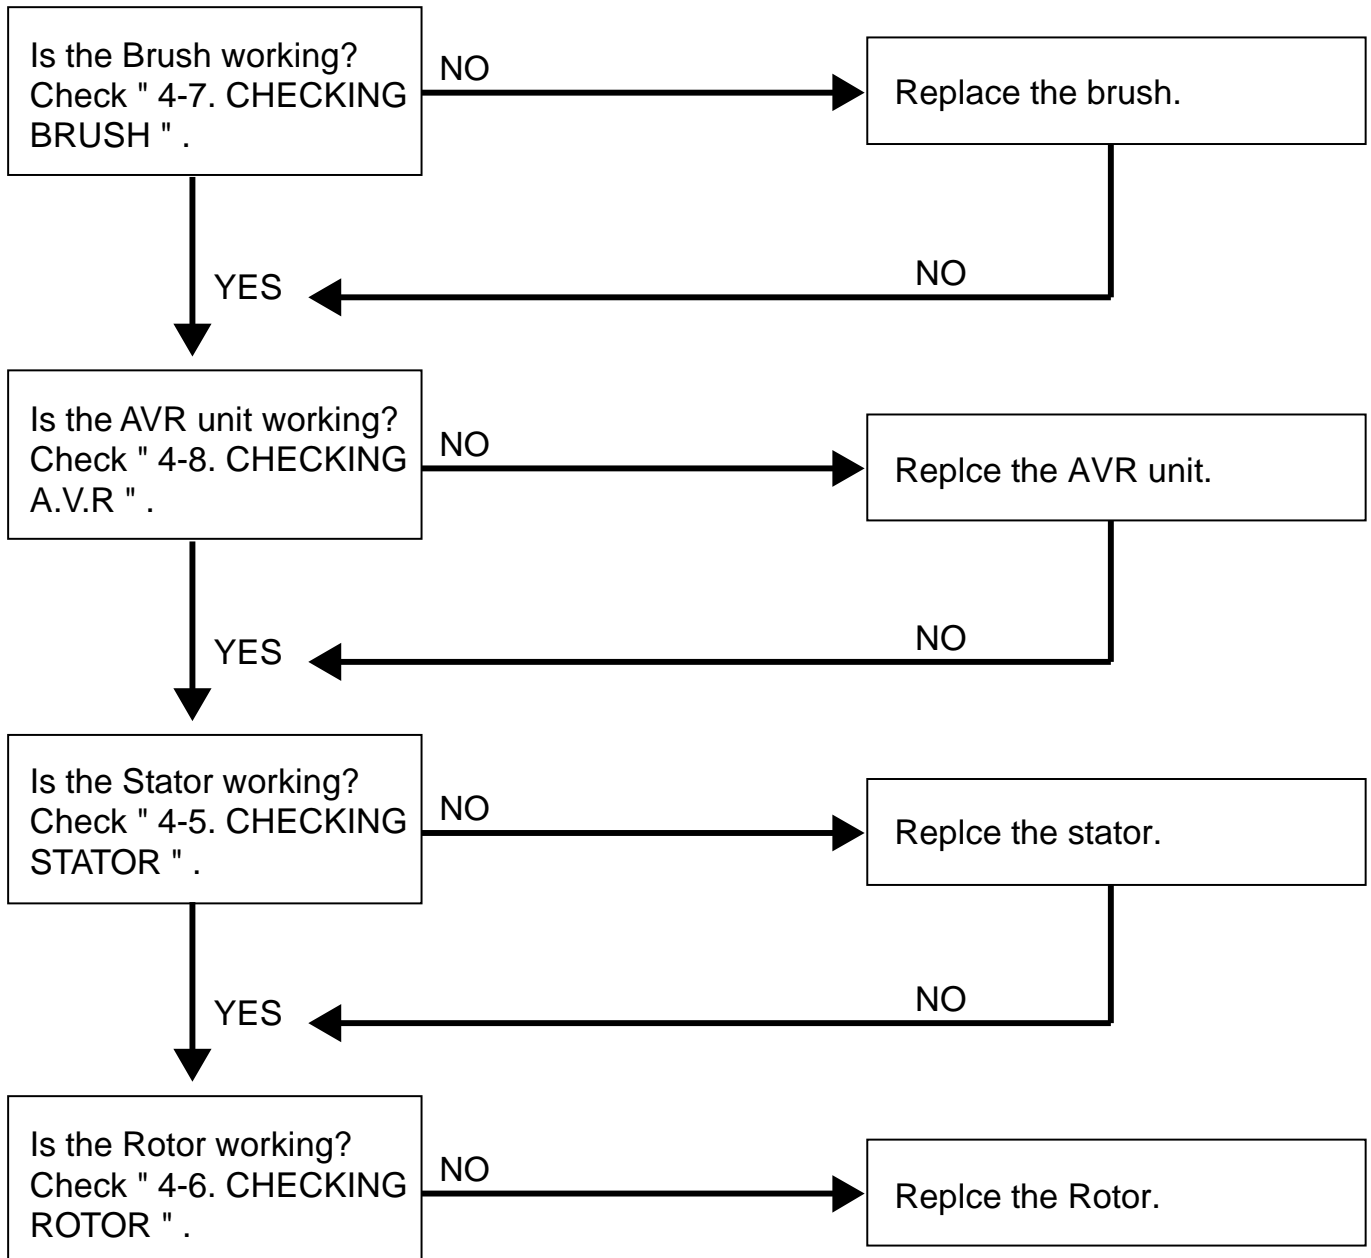 Is the Brush working?
Check " 4-7. CHECKING
BRUSH " .
NO
Replace the brush.
YES
NO
Is the AVR unit working?
Check " 4-8. CHECKING
A.V.R " .
NO
Replce the AVR unit.
YES
NO
Is the Stator working?
Check " 4-5. CHECKING
STATOR " .
NO
Replce the stator.
YES
NO
Is the Rotor working?
Check " 4-6. CHECKING
ROTOR " .
NO
Replce the Rotor.